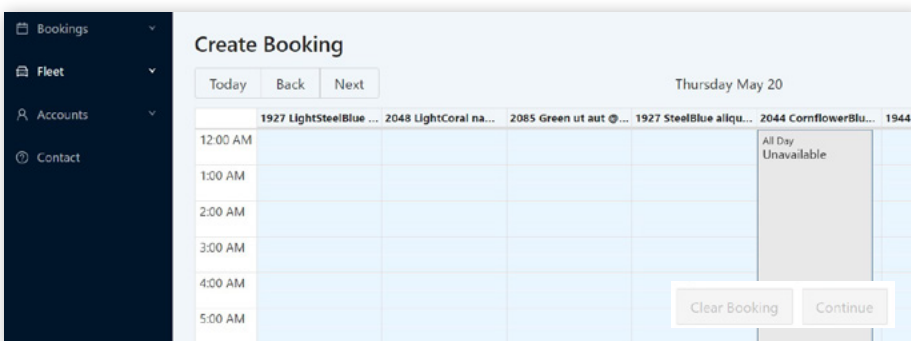 Bookings
Fleet
Accounts
Contact
Create Booking
Today Back Next
Thursday May 20
1927 LightSteelBlue ... 2048 LightCoral na... 2085 Green ut aut @... 1927 SteelBlue aliqu... 2044 CornflowerBlu... 1944
12:00 AM
All Day
Unavailable
1:00 AM
2:00 AM
3:00 AM
4:00 AM
Clear Booking Continue
5:00 AM